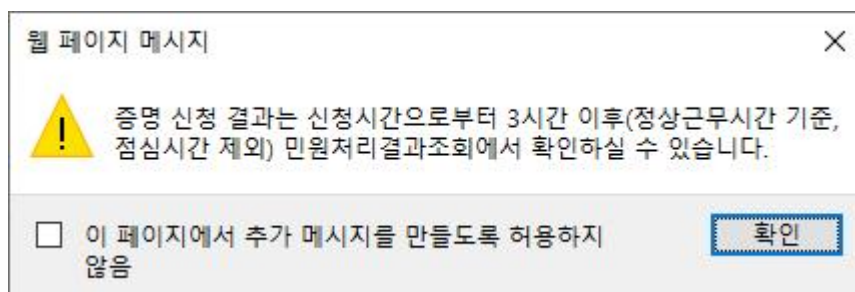 웹 페이지 메시지
증명 신청 결과는 신청시간으로부터 3시간 이후(정상근무시간 기준,
점심시간 제외) 민원처리결과조회에서 확인하실 수 있습니다.
이 페이지에서 추가 메시지를 만들도록 허용하지
않음
확인